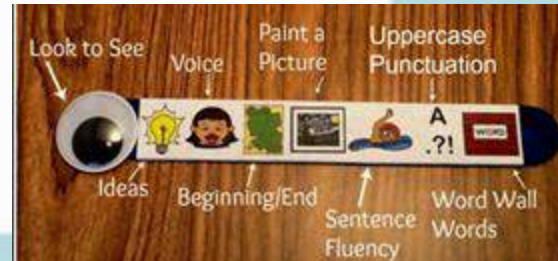 Look to See
Voice
Paint a
Picture
Uppercase
Punctuation
A
.?!
WORD
Ideas
Beginning/End
Sentence
Fluency
Word Wall
Words